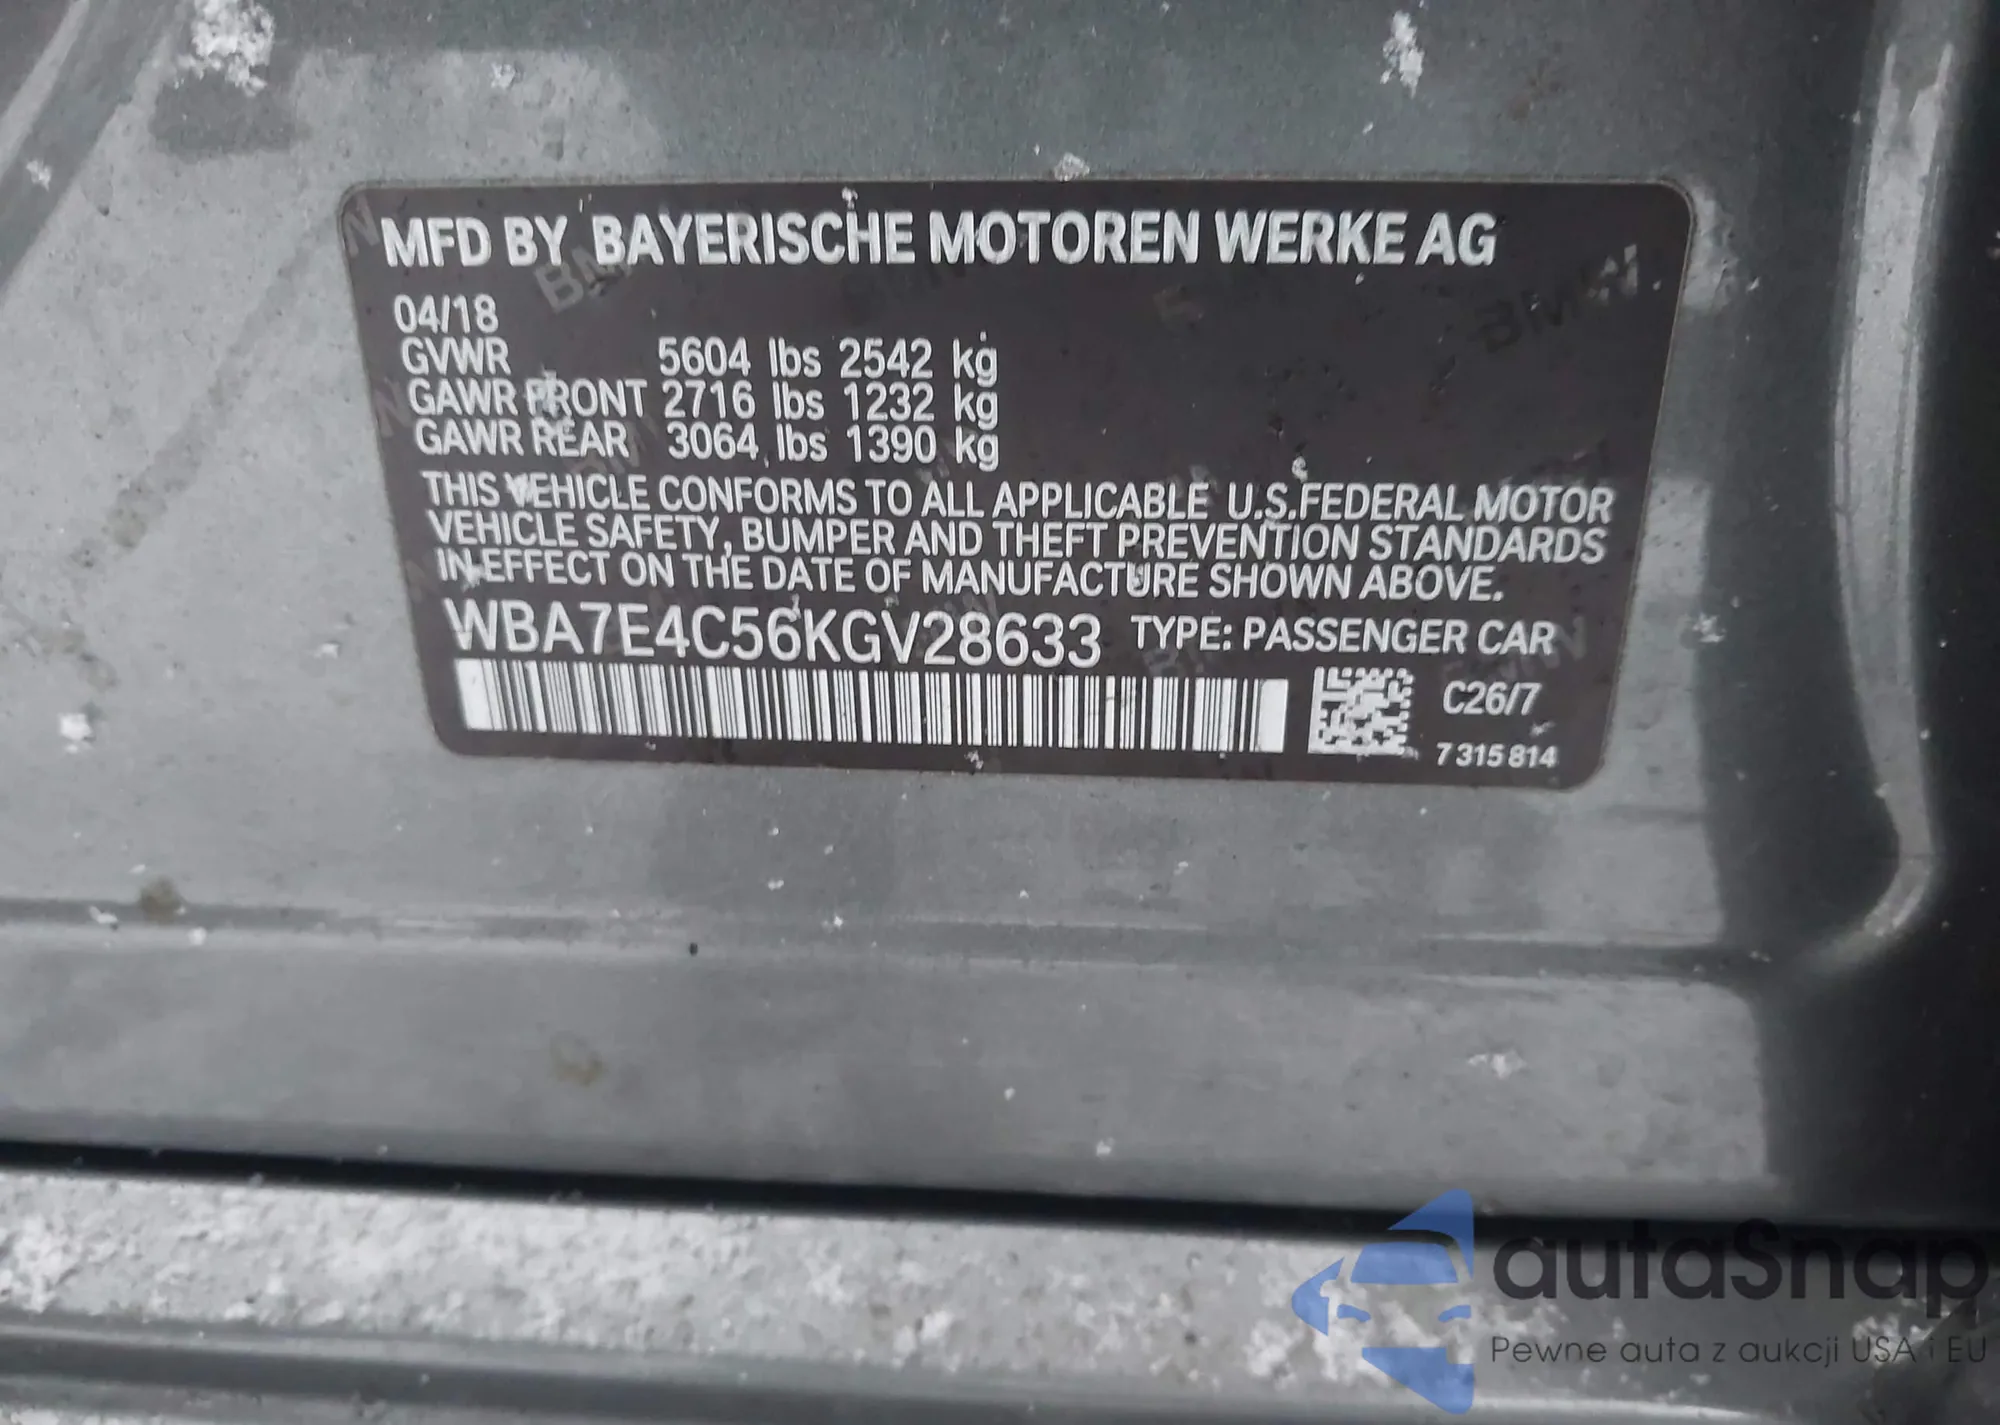 MFD BY BAYERISCHE MOTOREN WERKE AG
04/18
GVWR 5604 lbs 2542 kg
GAWR FRONT 2716 lbs 1232 kg
GAWR REAR 3064 lbs 1390 kg
THIS VEHICLE CONFORMS TO ALL APPLICABLE U.S.FEDERAL MOTOR
VEHICLE SAFETY, BUMPER AND THEFT PREVENTION STANDARDS
IN EFFECT ON THE DATE OF MANUFACTURE SHOWN ABOVE.
WBA7E4C56KGV28633 TYPE: PASSENGER CAR
C26/7
7 315 814
autaSnap
Pewne auta z aukcji USA i EU